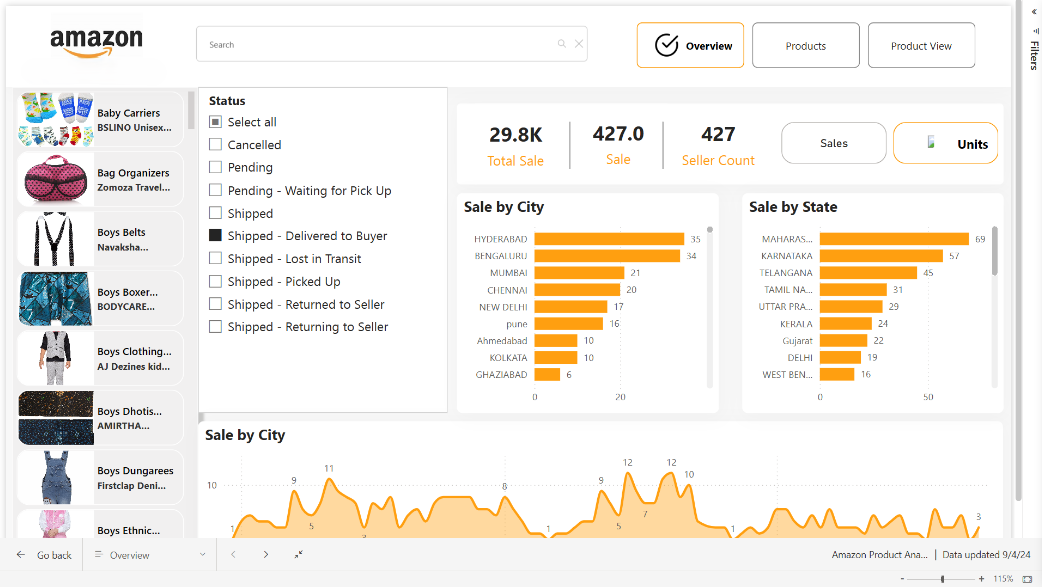 amazon
Search
Overview
Products
Product View
«
Filters
Baby Carriers
BSLINO Unisex...
Bag Organizers
Zomoza Travel...
Boys Belts
Navaksha...
Boys Boxer...
BODYCARE...
Boys Clothing...
AJ Dezines kid...
Boys Dhotis...
AMIRTHA...
Boys Dungarees
Firstclap Deni...
Boys Ethnic...
Status
Select all
Cancelled
Pending
Pending - Waiting for Pick Up
Shipped
Shipped - Delivered to Buyer
Shipped - Lost in Transit
Shipped - Picked Up
Shipped - Returned to Seller
Shipped - Returning to Seller
29.8K
Total Sale
427.0
Sale
427
Seller Count
Sales
Units
Sale by City
HYDERABAD 35
BENGALURU 34
MUMBAI 21
CHENNAI 20
NEW DELHI 17
pune 16
Ahmedabad 10
KOLKATA 10
GHAZIABAD 6
0 20
Sale by State
MAHARAS... 69
KARNATAKA 57
TELANGANA 45
TAMIL NA... 31
UTTAR PRA... 29
KERALA 24
Gujarat 22
DELHI 19
WEST BEN... 16
0 50
Sale by City
10
1 9 5 11 8 1 9 5 12 7 12 10 1 3
Go back
Overview
Amazon Product Ana... | Data updated 9/4/24
- + 115%